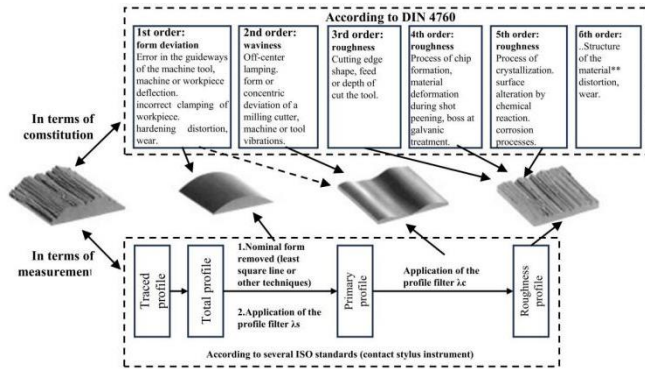 According to DIN 4760
1st order:
form deviation
Error in the guideways
of the machine tool,
machine or workpiece
deflection.
incorrect clamping of
workpiece.
hardening distortion,
wear.
2nd order:
waviness
Off-center
lamping.
form or
concentric
deviation of a
milling cutter,
machine or tool
vibrations.
3rd order:
roughness
Cutting edge
shape, feed
or depth of
cut the tool.
4th order:
roughness
Process of chip
formation,
material
deformation
during shot
peening, boss at
galvanic
treatment.
5th order:
roughness
Process of
crystallization.
surface
alteration by
chemical
reaction.
corrosion
processes.
6th order:
..Structure
of the
material**
distortion,
wear.
In terms of
comstitution
In terms of
measurement
Traced
profile
Total profile
1.Nominal form
removed (least
square line or
other techniques)
2.Application of the
profile filter λs
Primary
profile
Application of the
profile filter λc
Roughness
profile
According to several ISO standards (contact stylus instrument)